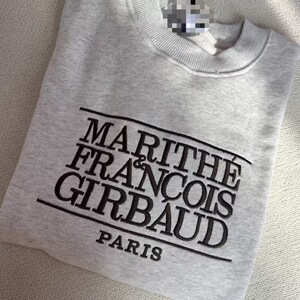 MARITHÉ
&
FRANÇOIS
GIRBAUD
PARIS